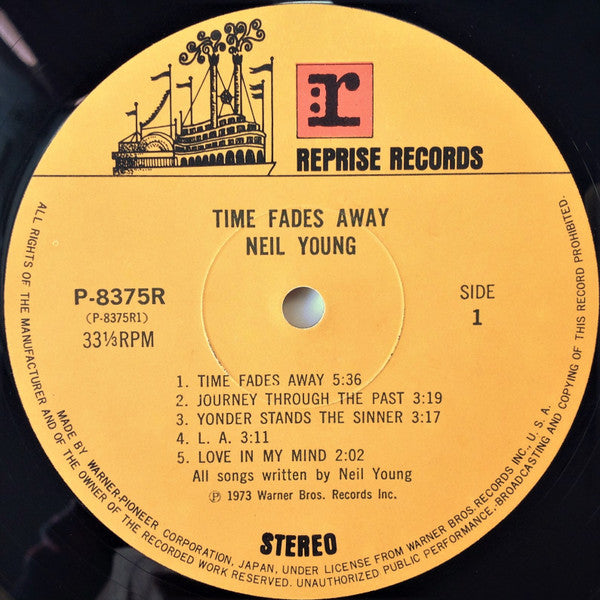 r
REPRISE RECORDS
TIME FADES AWAY
NEIL YOUNG
P-8375R
(P-8375R1)
33⅓RPM
SIDE
1
1. TIME FADES AWAY 5:36
2. JOURNEY THROUGH THE PAST 3:19
3. YONDER STANDS THE SINNER 3:17
4. L. A. 3:11
5. LOVE IN MY MIND 2:02
All songs written by Neil Young
℗ 1973 Warner Bros. Records Inc.
STEREO
ALL RIGHTS OF THE MANUFACTURER AND OF THE OWNER OF THE RECORDED WORK RESERVED. UNAUTHORIZED PUBLIC PERFORMANCE, BROADCASTING AND COPYING OF THIS RECORD PROHIBITED.
MADE BY WARNER-PIONEER CORPORATION, JAPAN, UNDER LICENSE FROM WARNER BROS. RECORDS INC., U. S. A.